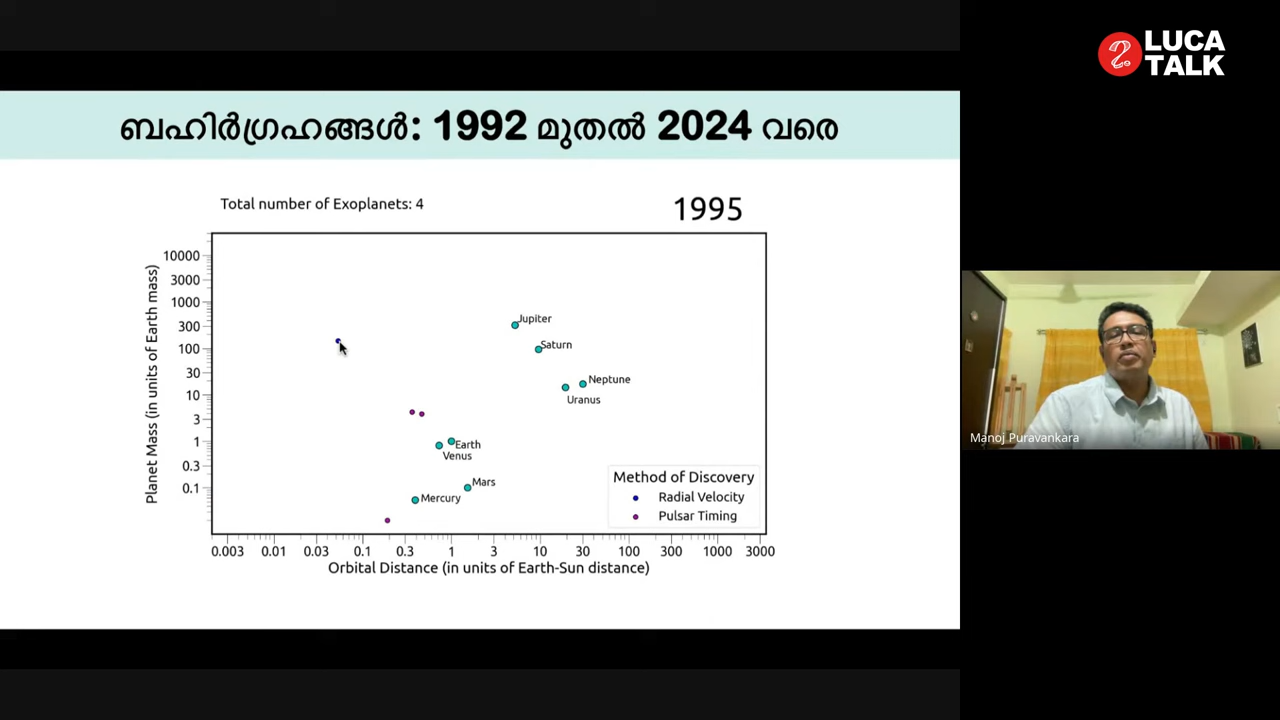 LUCA
TALK
ബഹിർഗ്രഹങ്ങൾ: 1992 മുതൽ 2024 വരെ
Total number of Exoplanets: 4
1995
Planet Mass (in units of Earth mass)
10000
3000
1000
300
100
30
10
3
1
0.3
0.1
Jupiter
Saturn
Neptune
Uranus
Earth
Venus
Mars
Mercury
Method of Discovery
Radial Velocity
Pulsar Timing
0.003 0.01 0.03 0.1 0.3 1 3 10 30 100 300 1000 3000
Orbital Distance (in units of Earth-Sun distance)
Manoj Puravankara